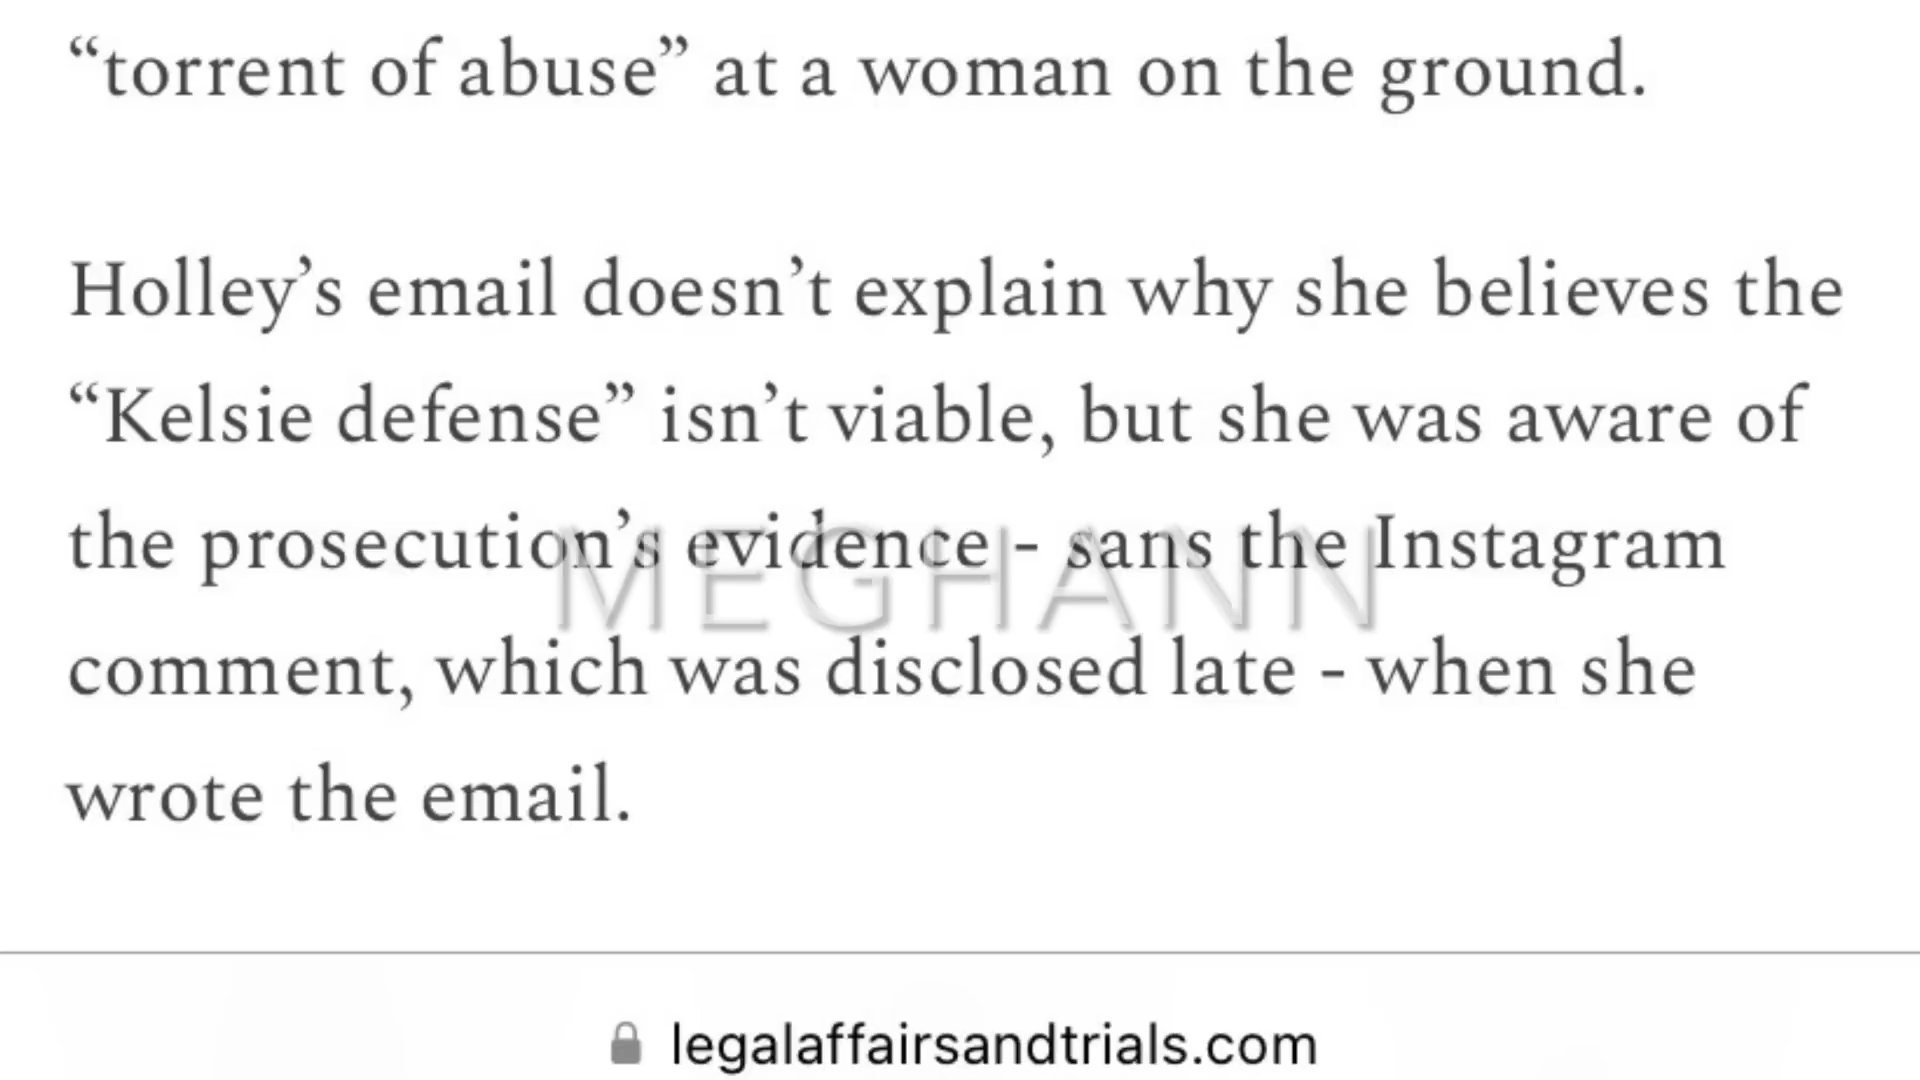 “torrent of abuse” at a woman on the ground.
Holley’s email doesn’t explain why she believes the
“Kelsie defense” isn’t viable, but she was aware of
the prosecution’s evidence - sans the Instagram
MEGHANN
comment, which was disclosed late - when she
wrote the email.
legalaffairsandtrials.com